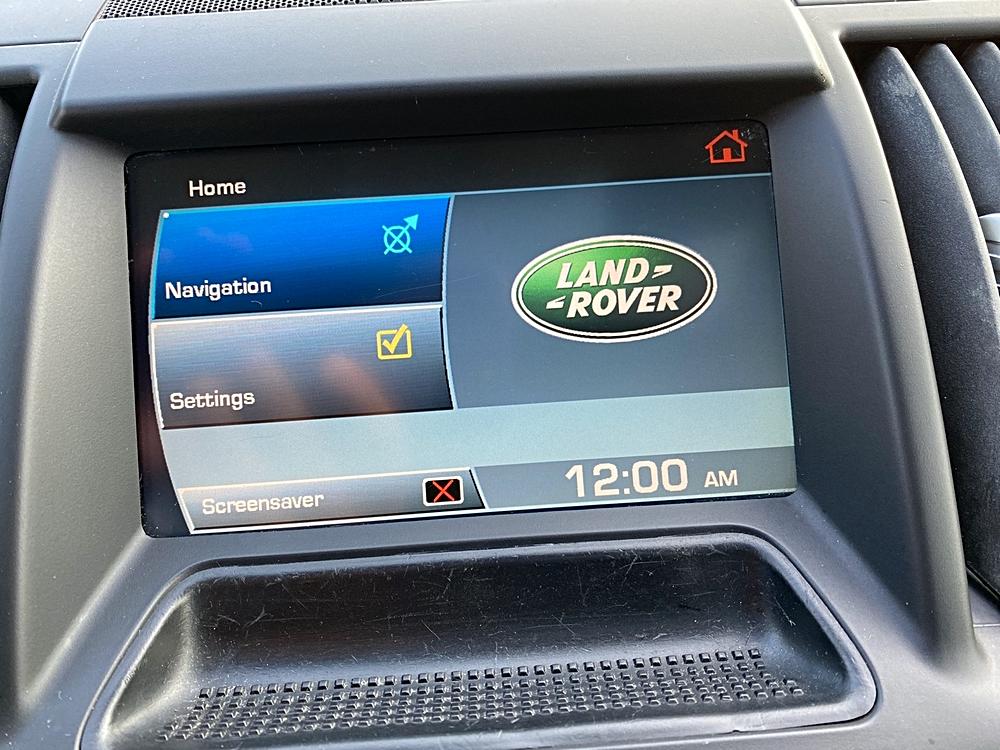 Home
Navigation
LAND
ROVER
Settings
Screensaver
12:00 AM